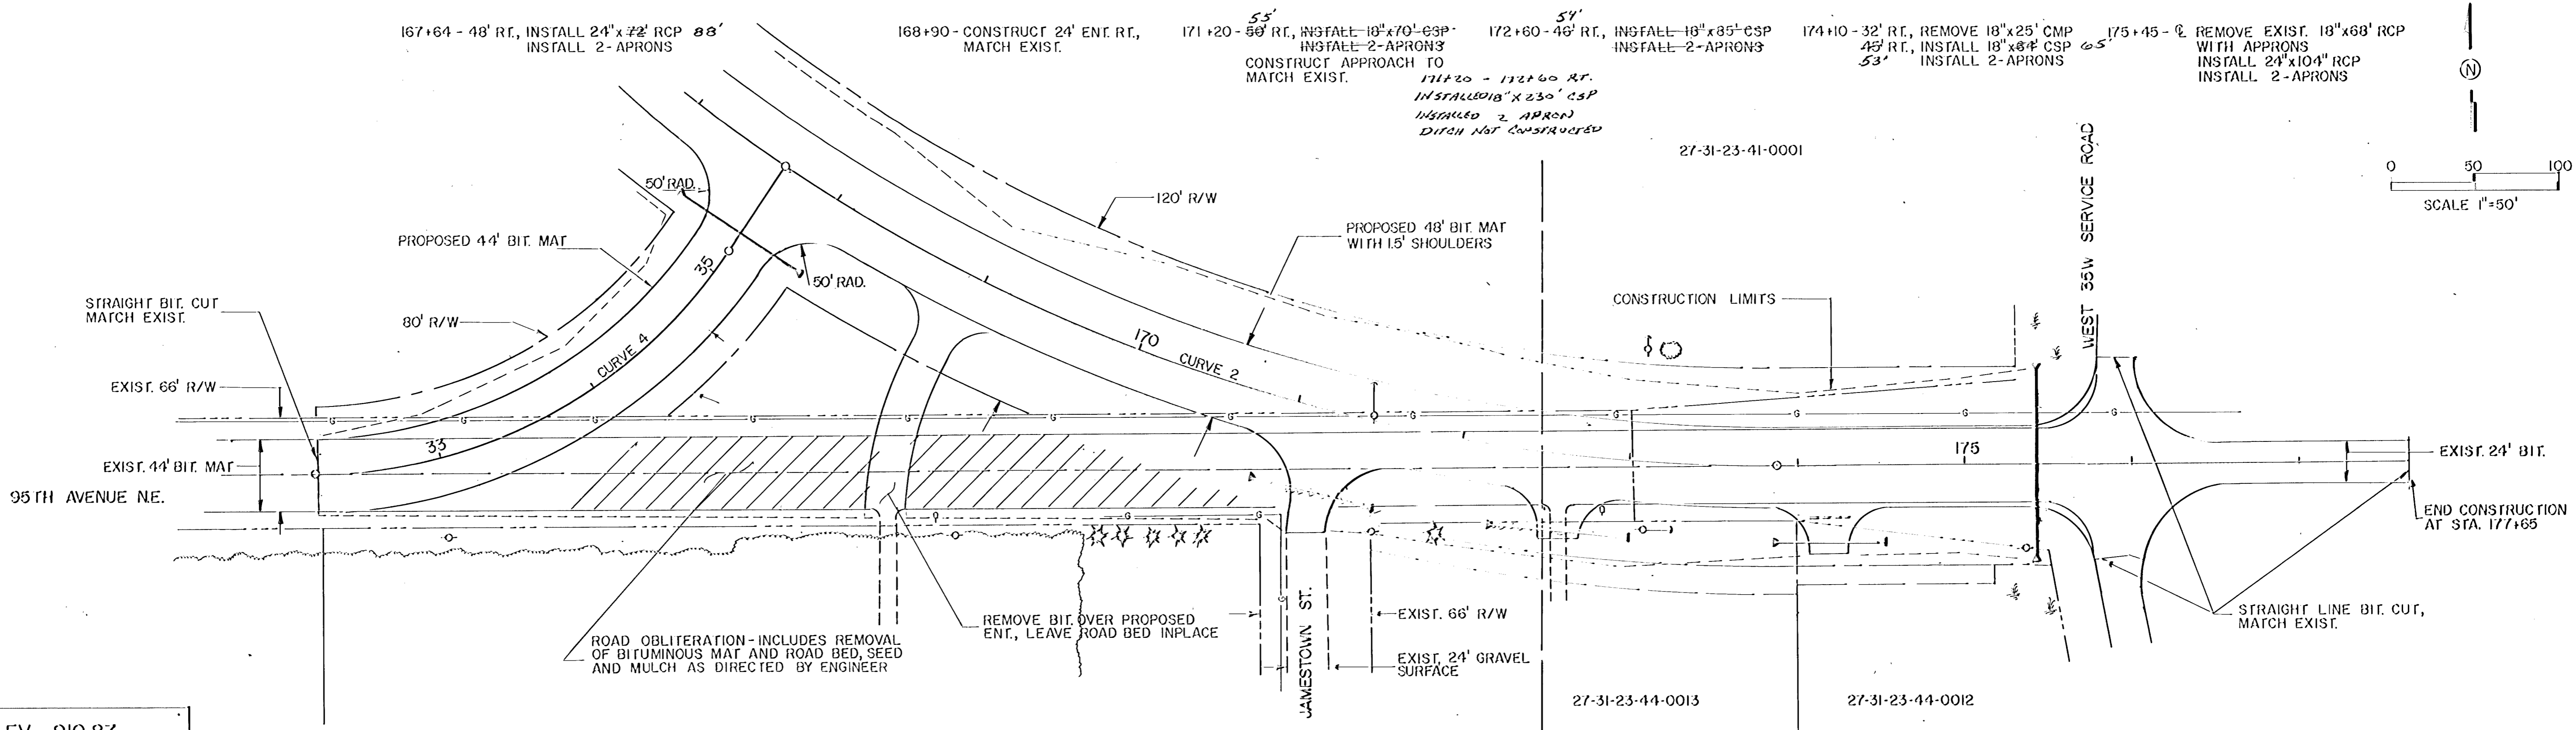 167+64 - 48' RT., INSTALL 24"x 72' RCP 88'
INSTALL 2-APRONS
168+90 - CONSTRUCT 24' ENT. RT.,
MATCH EXIST.
55'
171+20 - 50' RT., INSTALL 18"x70' CSP
INSTALL 2-APRONS
CONSTRUCT APPROACH TO
MATCH EXIST.
54'
172+60 - 46' RT., INSTALL 18"x85' CSP
INSTALL 2-APRONS
171+20 - 172+60 RT.
INSTALLED 18" X 230' CSP
INSTALLED 2 APRON
DITCH NOT CONSTRUCTED
174+10 - 32' RT., REMOVE 18"x25' CMP
45' RT., INSTALL 18"x64' CSP 65'
53' INSTALL 2-APRONS
175+45 - ℄ REMOVE EXIST. 18"x68' RCP
WITH APPRONS
INSTALL 24"x104" RCP
INSTALL 2-APRONS
N
0 50 100
SCALE 1"=50'
27-31-23-41-0001
WEST 35W SERVICE ROAD
50' RAD.
120' R/W
PROPOSED 44' BIT. MAT
PROPOSED 48' BIT. MAT
WITH 1.5' SHOULDERS
35
50' RAD.
STRAIGHT BIT. CUT
MATCH EXIST.
80' R/W
CONSTRUCTION LIMITS
170
CURVE 4
CURVE 2
EXIST. 66' R/W
G G G G G G G G G G G
33
175
EXIST. 44' BIT. MAT
EXIST. 24' BIT.
95TH AVENUE N.E.
G G
END CONSTRUCTION
AT STA. 177+65
G
REMOVE BIT. OVER PROPOSED
ENT., LEAVE ROAD BED INPLACE
EXIST. 66' R/W
STRAIGHT LINE BIT. CUT,
MATCH EXIST.
ROAD OBLITERATION - INCLUDES REMOVAL
OF BITUMINOUS MAT AND ROAD BED, SEED
AND MULCH AS DIRECTED BY ENGINEER
JAMESTOWN ST.
EXIST. 24' GRAVEL
SURFACE
27-31-23-44-0013
27-31-23-44-0012